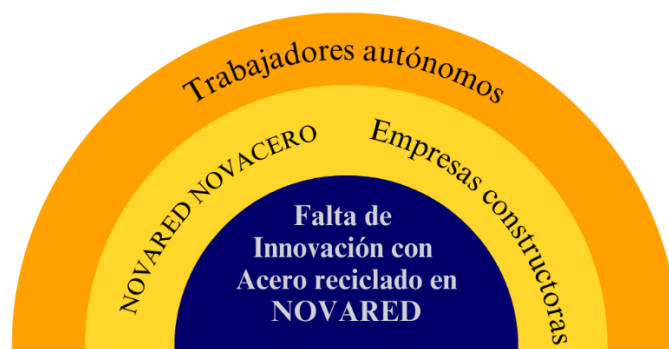 Trabajadores autónomos
NOVARED NOVACERO
Empresas constructoras
Falta de
Innovación con
Acero reciclado en
NOVARED